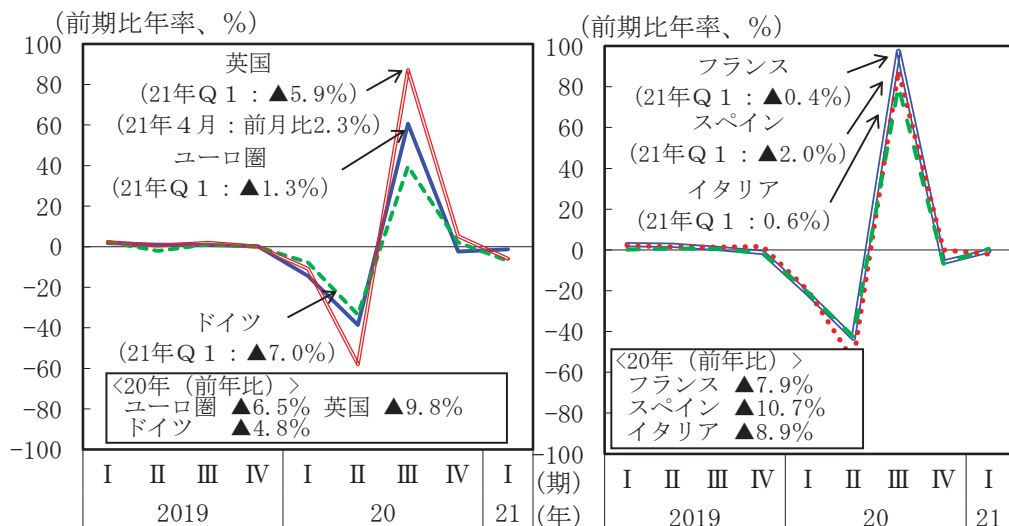 (前期比年率、%)
100
80
60
40
20
0
−20
−40
−60
−80
−100
英国
(21年Q１：▲5.9%)
(21年４月：前月比2.3%)
ユーロ圏
(21年Q１：▲1.3%)
ドイツ
(21年Q１：▲7.0%)
<20年（前年比）>
ユーロ圏 ▲6.5% 英国 ▲9.8%
ドイツ ▲4.8%
Ⅰ Ⅱ Ⅲ Ⅳ Ⅰ Ⅱ Ⅲ Ⅳ Ⅰ (期)
2019 20 21 (年)
(前期比年率、%)
100
80
60
40
20
0
−20
−40
−60
−80
−100
フランス
(21年Q１：▲0.4%)
スペイン
(21年Q１：▲2.0%)
イタリア
(21年Q１：0.6%)
<20年（前年比）>
フランス ▲7.9%
スペイン ▲10.7%
イタリア ▲8.9%
Ⅰ Ⅱ Ⅲ Ⅳ Ⅰ Ⅱ Ⅲ Ⅳ Ⅰ
2019 20 21